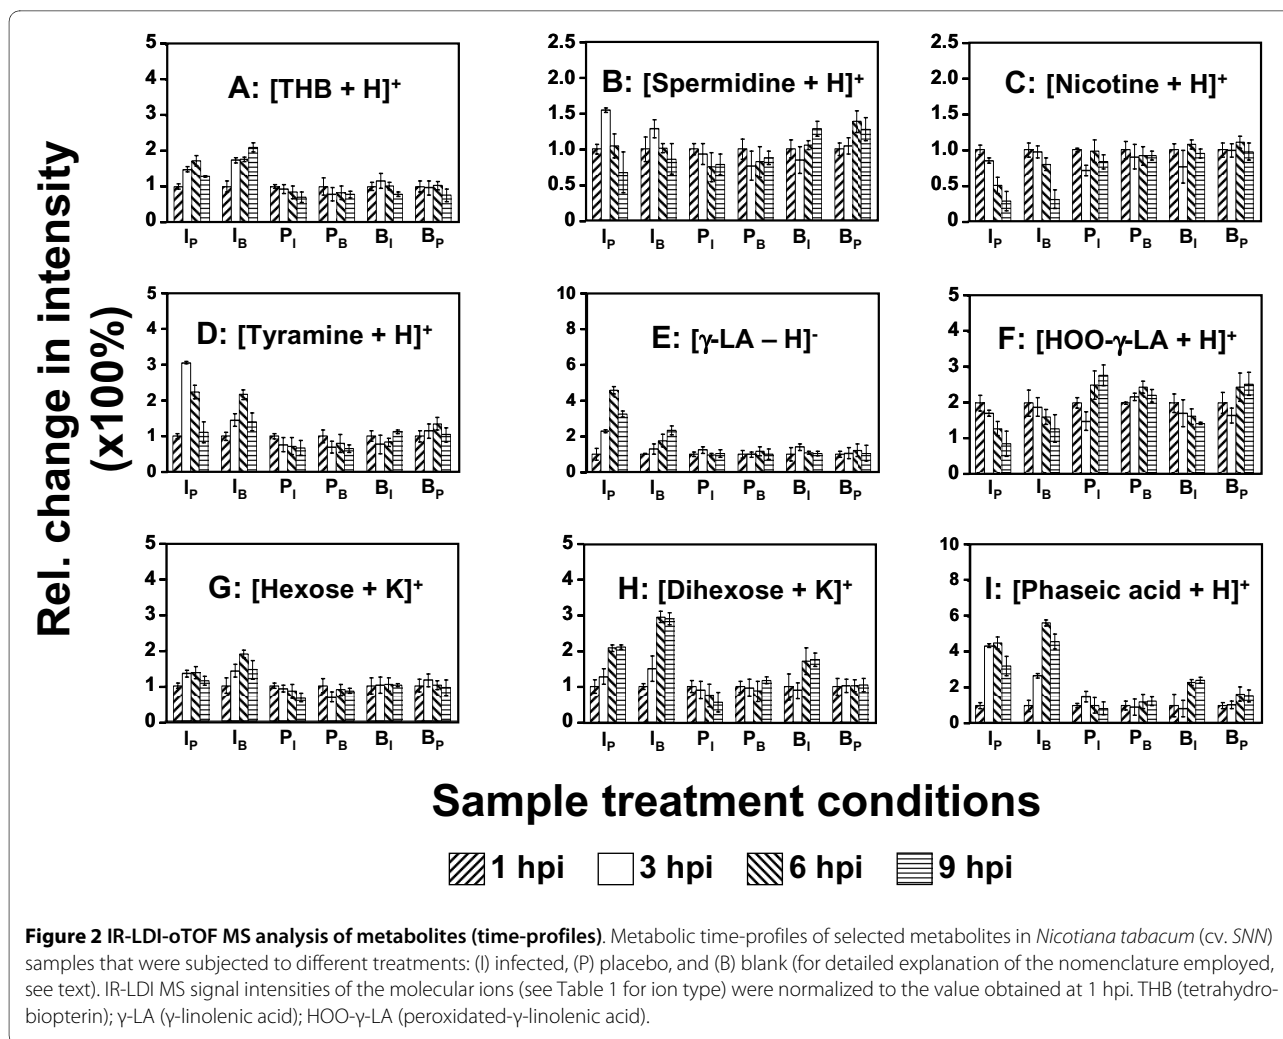 Rel. change in intensity
(x100%)
A: [THB + H]+
5
4
3
2
1
0
IP IB PI PB BI BP
B: [Spermidine + H]+
2.5
2.0
1.5
1.0
0.5
0
IP IB PI PB BI BP
C: [Nicotine + H]+
2.5
2.0
1.5
1.0
0.5
0
IP IB PI PB BI BP
D: [Tyramine + H]+
5
4
3
2
1
0
IP IB PI PB BI BP
E: [γ-LA – H]-
10
8
6
4
2
0
IP IB PI PB BI BP
F: [HOO-γ-LA + H]+
5
4
3
2
1
0
IP IB PI PB BI BP
G: [Hexose + K]+
5
4
3
2
1
0
IP IB PI PB BI BP
H: [Dihexose + K]+
5
4
3
2
1
0
IP IB PI PB BI BP
I: [Phaseic acid + H]+
10
8
6
4
2
0
IP IB PI PB BI BP
Sample treatment conditions
1 hpi 3 hpi 6 hpi 9 hpi
Figure 2 IR-LDI-oTOF MS analysis of metabolites (time-profiles). Metabolic time-profiles of selected metabolites in Nicotiana tabacum (cv. SNN)
samples that were subjected to different treatments: (I) infected, (P) placebo, and (B) blank (for detailed explanation of the nomenclature employed,
see text). IR-LDI MS signal intensities of the molecular ions (see Table 1 for ion type) were normalized to the value obtained at 1 hpi. THB (tetrahydro-
biopterin); γ-LA (γ-linolenic acid); HOO-γ-LA (peroxidated-γ-linolenic acid).